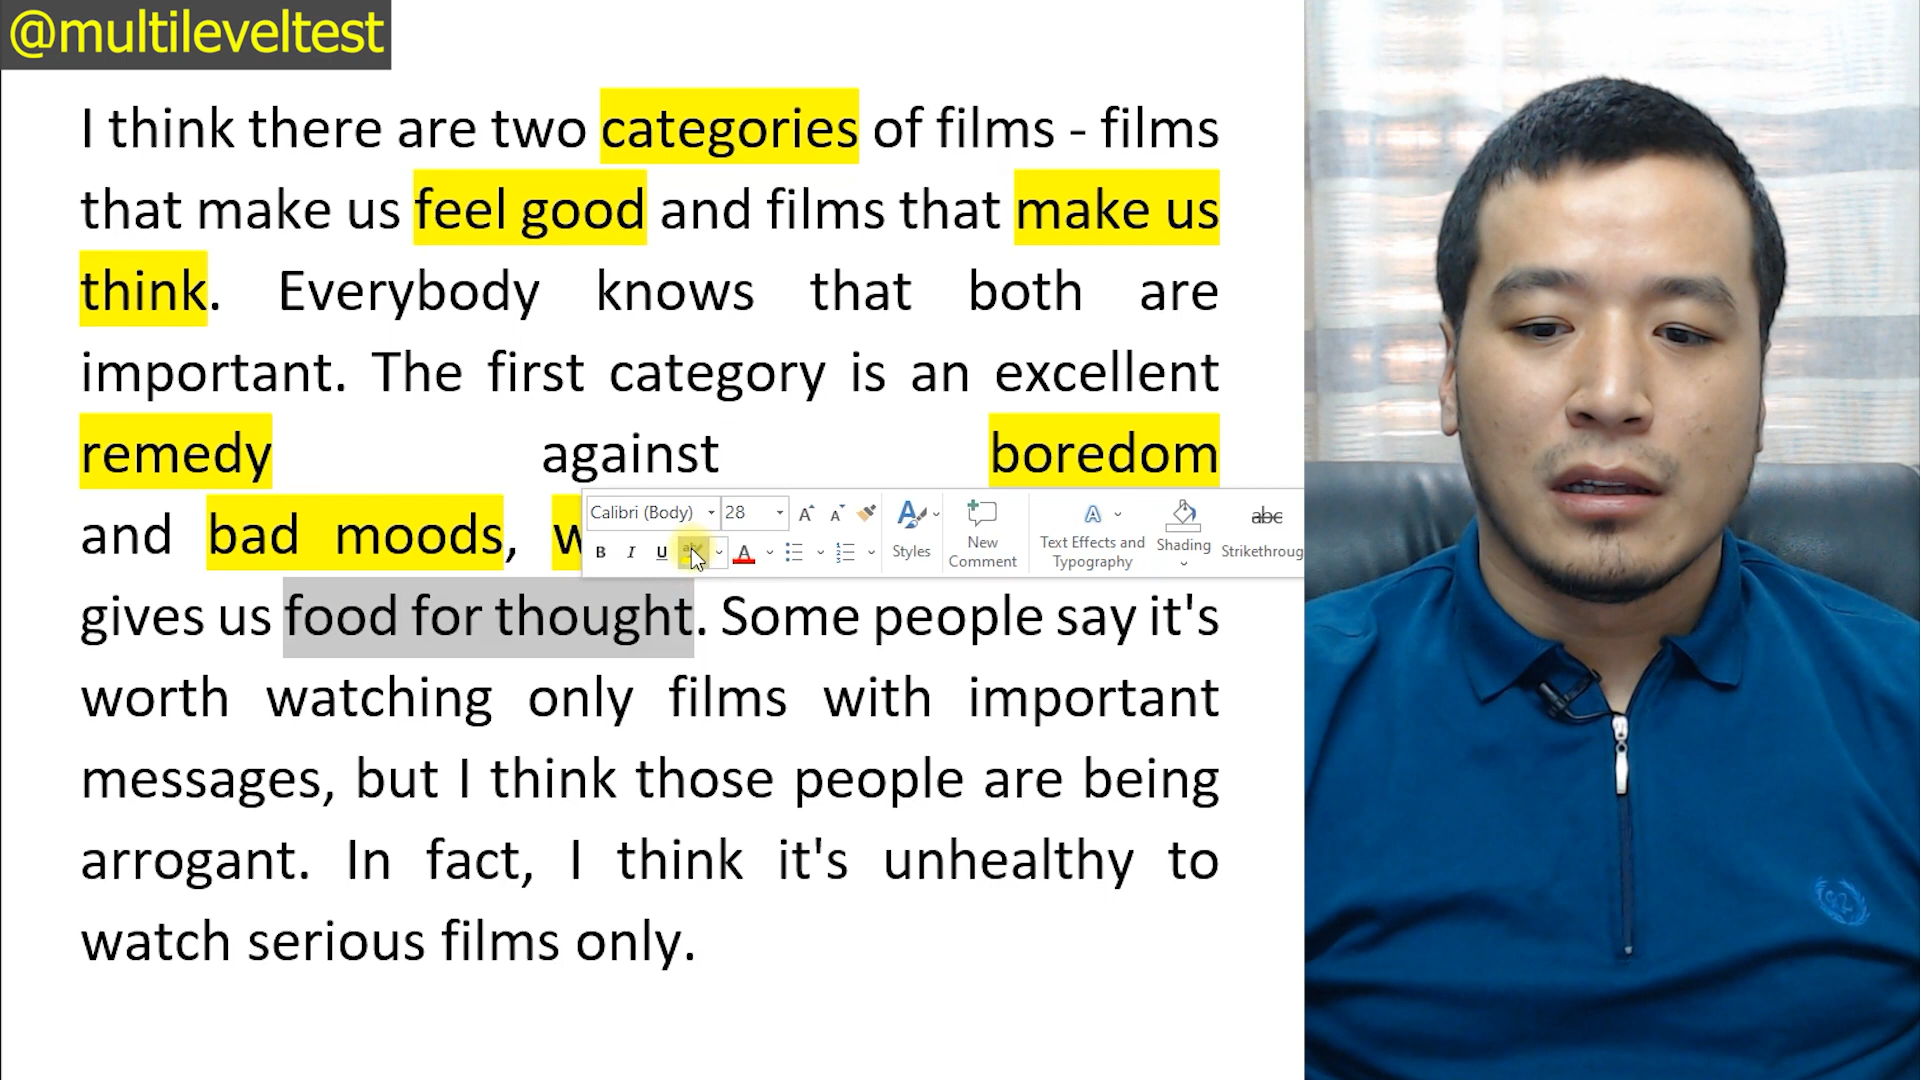 @multileveltest
I think there are two categories of films - films
that make us feel good and films that make us
think. Everybody knows that both are
important. The first category is an excellent
remedy against boredom
and bad moods,
Calibri (Body) 28
B I U A
Styles
New Comment
Text Effects and Typography
Shading
abc
gives us food for thought. Some people say it's
worth watching only films with important
messages, but I think those people are being
arrogant. In fact, I think it's unhealthy to
watch serious films only.